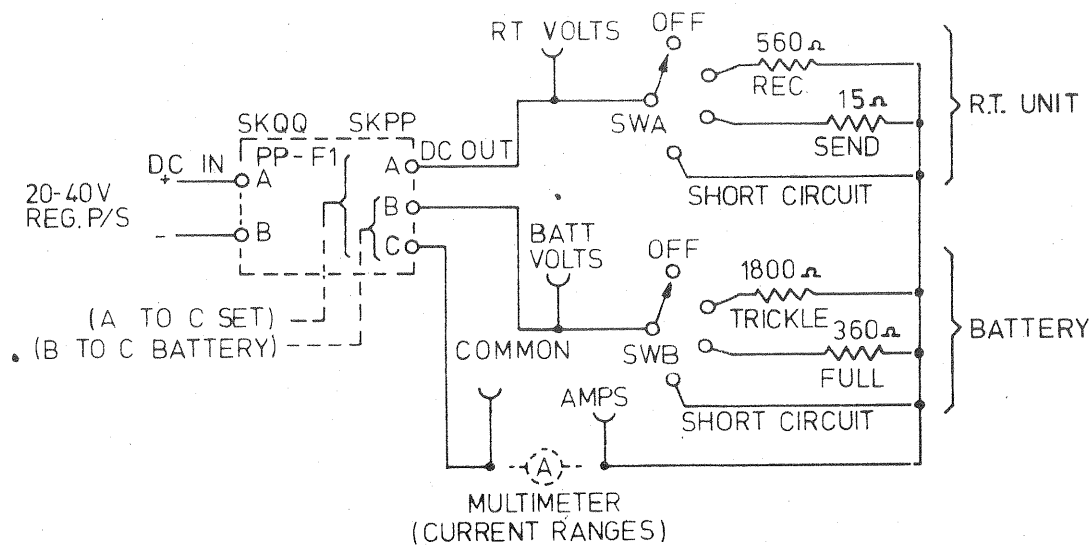 RT VOLTS
OFF
560Ω
REC.
15Ω
SEND
SWA
SHORT CIRCUIT
R.T. UNIT
SKQQ SKPP
DC IN
PP-F1
DC OUT
+
A
A
20-40V
REG. P/S
B
-
B
C
BATT
VOLTS
OFF
1800Ω
TRICKLE
360Ω
FULL
SWB
SHORT CIRCUIT
BATTERY
(A TO C SET)
(B TO C BATTERY)
COMMON
AMPS
A
MULTIMETER
(CURRENT RANGES)